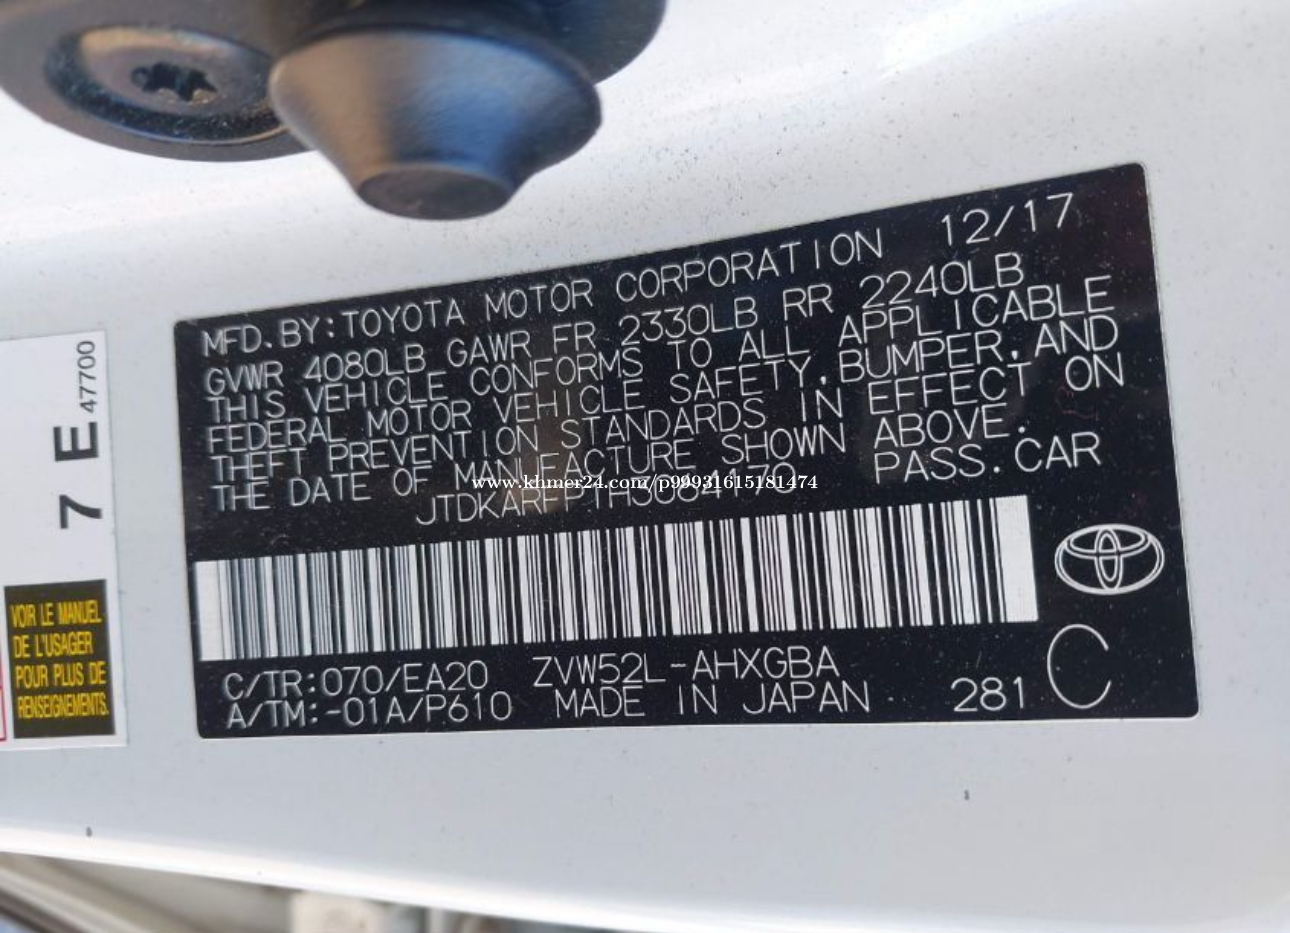 MFD.BY:TOYOTA MOTOR CORPORATION 12/17
GVWR 4080LB GAWR FR 2330LB RR 2240LB
THIS VEHICLE CONFORMS TO ALL APPLICABLE
FEDERAL MOTOR VEHICLE SAFETY,BUMPER,AND
THEFT PREVENTION STANDARDS IN EFFECT ON
THE DATE OF MANUFACTURE SHOWN ABOVE.
PASS.CAR
www.khmer24.com/p99931615181474
C/TR:070/EA20 ZVW52L-AHXGBA
A/TM:-01A/P610 MADE IN JAPAN 281 C
7 E 47700
VOIR LE MANUEL
DE L'USAGER
POUR PLUS DE
RENSEIGNEMENTS.